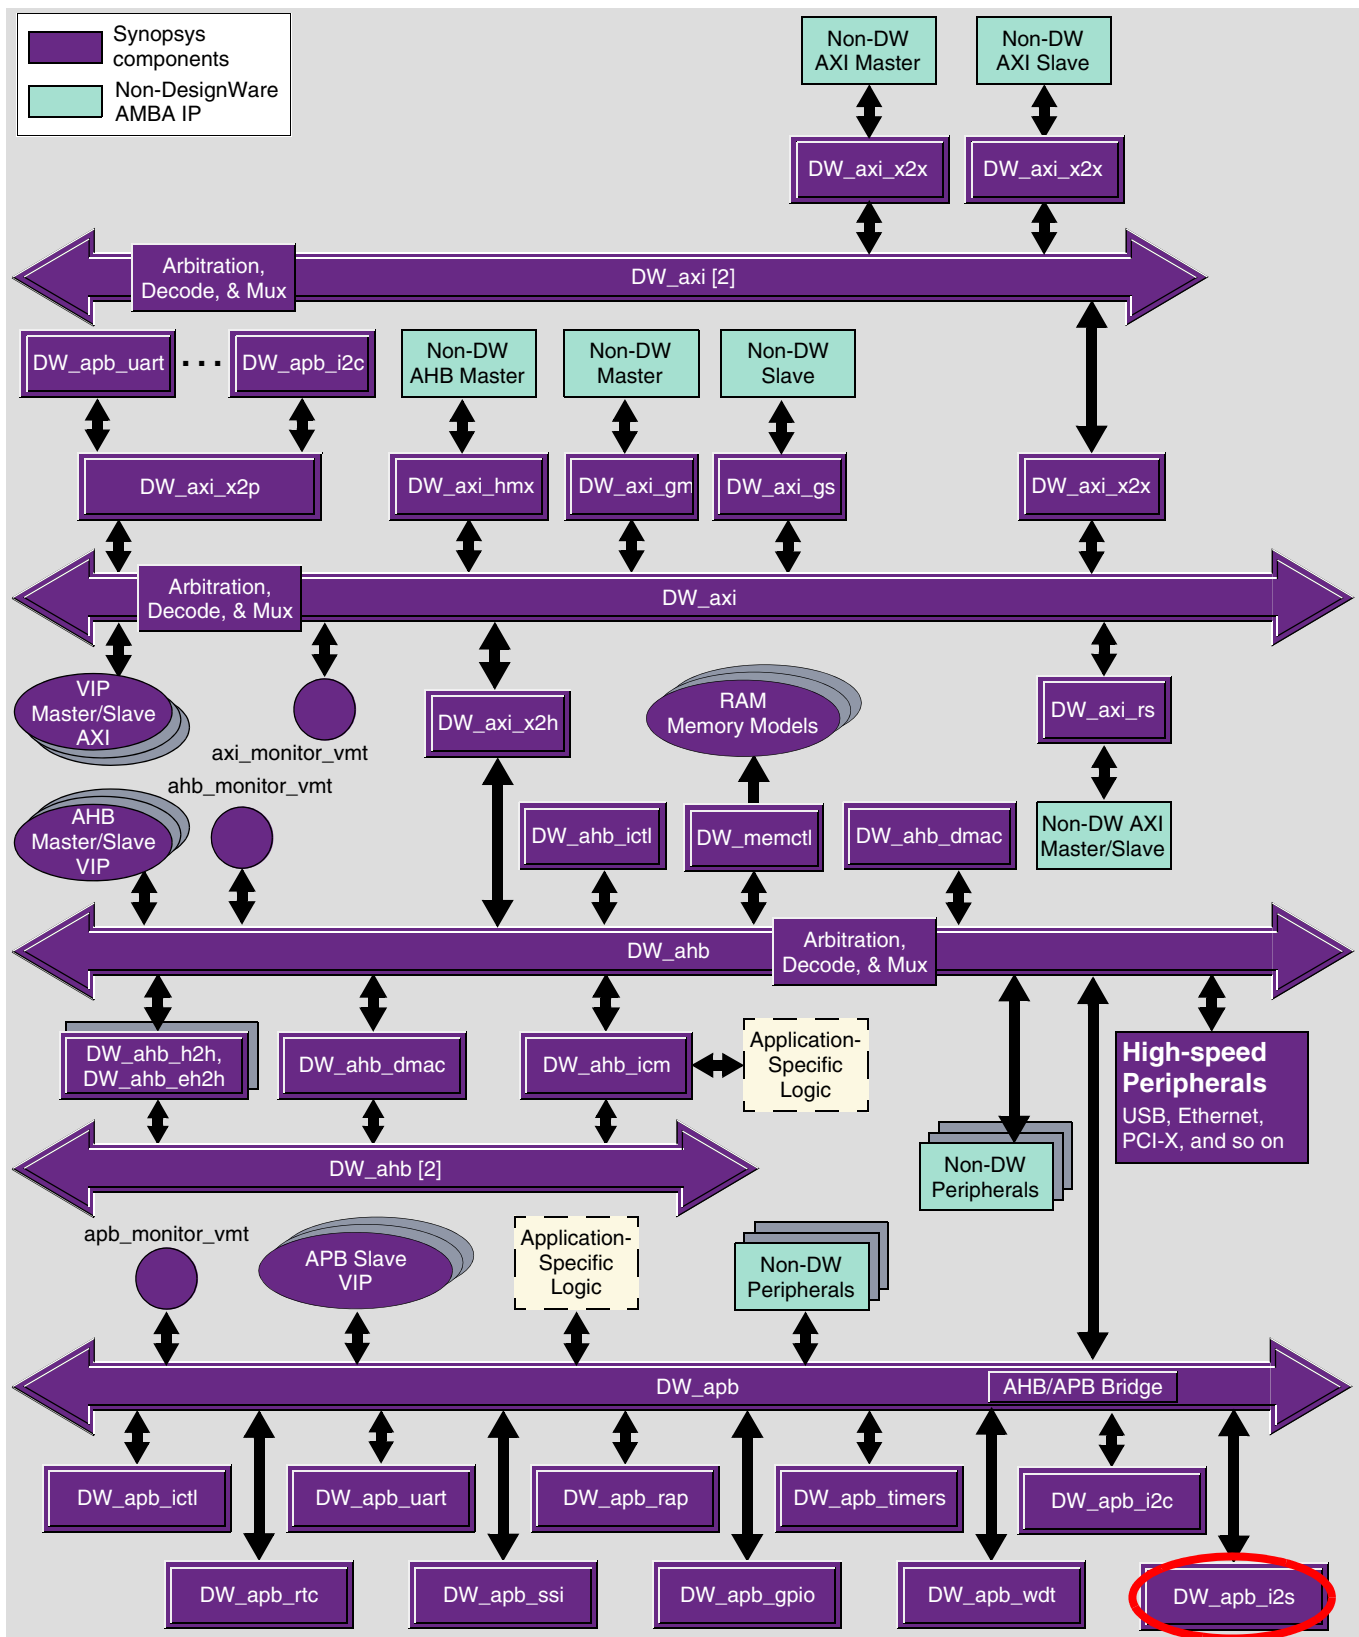 Synopsys
components
Non-DesignWare
AMBA IP
Non-DW
AXI Master
Non-DW
AXI Slave
DW_axi_x2x
DW_axi_x2x
Arbitration,
Decode, & Mux
DW_axi [2]
DW_apb_uart
. . .
DW_apb_i2c
Non-DW
AHB Master
Non-DW
Master
Non-DW
Slave
DW_axi_x2p
DW_axi_hmx
DW_axi_gm
DW_axi_gs
DW_axi_x2x
Arbitration,
Decode, & Mux
DW_axi
VIP
Master/Slave
AXI
axi_monitor_vmt
DW_axi_x2h
RAM
Memory Models
DW_axi_rs
ahb_monitor_vmt
AHB
Master/Slave
VIP
DW_ahb_ictl
DW_memctl
DW_ahb_dmac
Non-DW AXI
Master/Slave
DW_ahb
Arbitration,
Decode, & Mux
DW_ahb_h2h,
DW_ahb_eh2h
DW_ahb_dmac
DW_ahb_icm
Application-
Specific
Logic
High-speed
Peripherals
USB, Ethernet,
PCI-X, and so on
DW_ahb [2]
Non-DW
Peripherals
apb_monitor_vmt
APB Slave
VIP
Application-
Specific
Logic
Non-DW
Peripherals
DW_apb
AHB/APB Bridge
DW_apb_ictl
DW_apb_uart
DW_apb_rap
DW_apb_timers
DW_apb_i2c
DW_apb_rtc
DW_apb_ssi
DW_apb_gpio
DW_apb_wdt
DW_apb_i2s